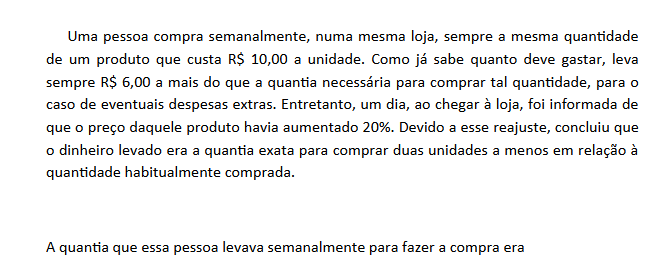 Uma pessoa compra semanalmente, numa mesma loja, sempre a mesma quantidade
de um produto que custa R$ 10,00 a unidade. Como já sabe quanto deve gastar, leva
sempre R$ 6,00 a mais do que a quantia necessária para comprar tal quantidade, para o
caso de eventuais despesas extras. Entretanto, um dia, ao chegar à loja, foi informada de
que o preço daquele produto havia aumentado 20%. Devido a esse reajuste, concluiu que
o dinheiro levado era a quantia exata para comprar duas unidades a menos em relação à
quantidade habitualmente comprada.
A quantia que essa pessoa levava semanalmente para fazer a compra era